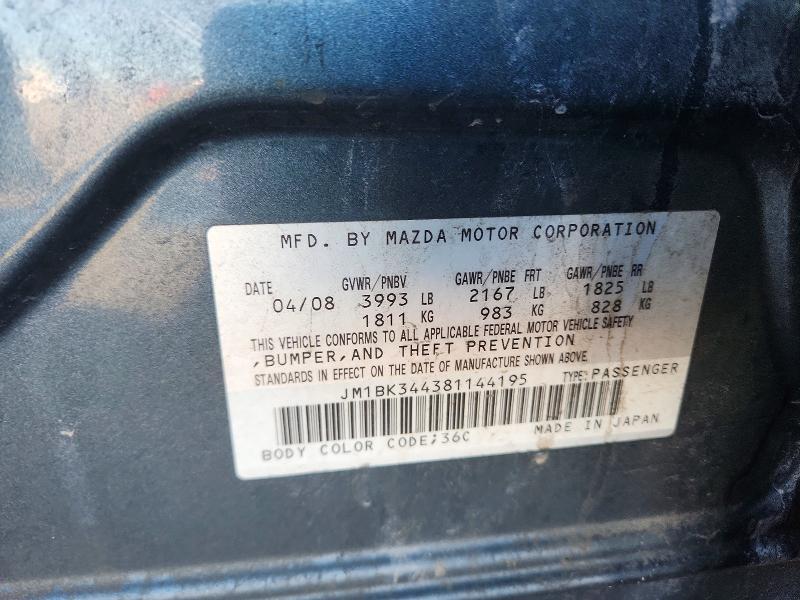 MFD. BY MAZDA MOTOR CORPORATION
DATE GVWR/PNBV GAWR/PNBE FRT GAWR/PNBE RR
04/08 3993 LB 2167 LB 1825 LB
1811 KG 983 KG 828 KG
THIS VEHICLE CONFORMS TO ALL APPLICABLE FEDERAL MOTOR VEHICLE SAFETY
,BUMPER,AND THEFT PREVENTION
STANDARDS IN EFFECT ON THE DATE OF MANUFACTURE SHOWN ABOVE.
JM1BK344381144195 TYPE:PASSENGER
BODY COLOR CODE;36C MADE IN JAPAN